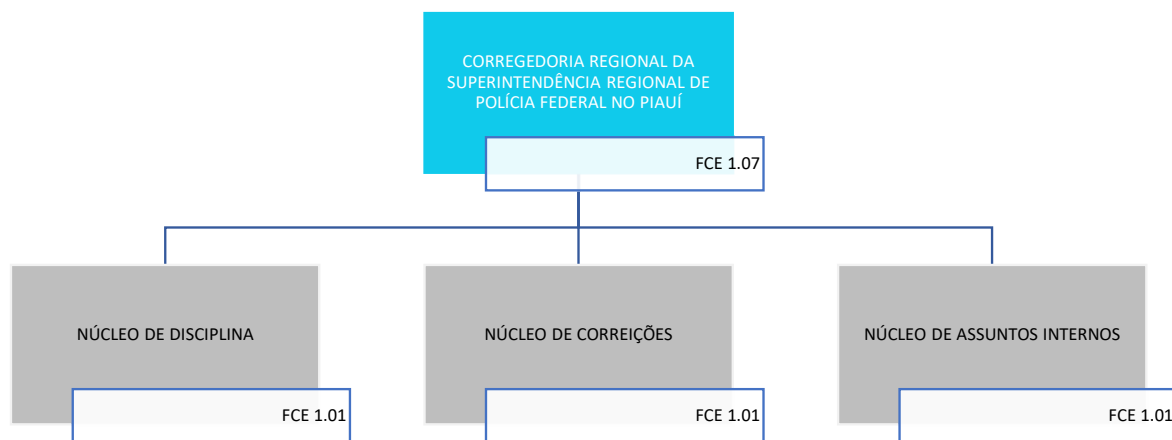 CORREGEDORIA REGIONAL DA
SUPERINTENDÊNCIA REGIONAL DE
POLÍCIA FEDERAL NO PIAUÍ
FCE 1.07
NÚCLEO DE DISCIPLINA
FCE 1.01
NÚCLEO DE CORREIÇÕES
FCE 1.01
NÚCLEO DE ASSUNTOS INTERNOS
FCE 1.01